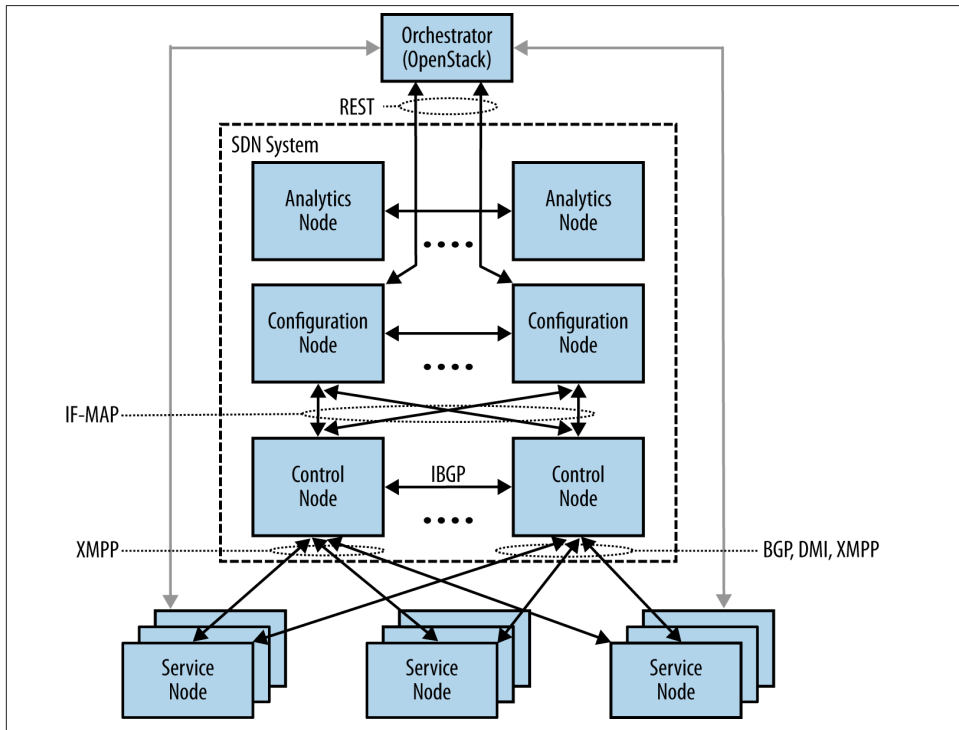 Orchestrator
(OpenStack)
REST
SDN System
Analytics
Node
Analytics
Node
Configuration
Node
Configuration
Node
IF-MAP
Control
Node
IBGP
Control
Node
XMPP
BGP, DMI, XMPP
Service
Node
Service
Node
Service
Node